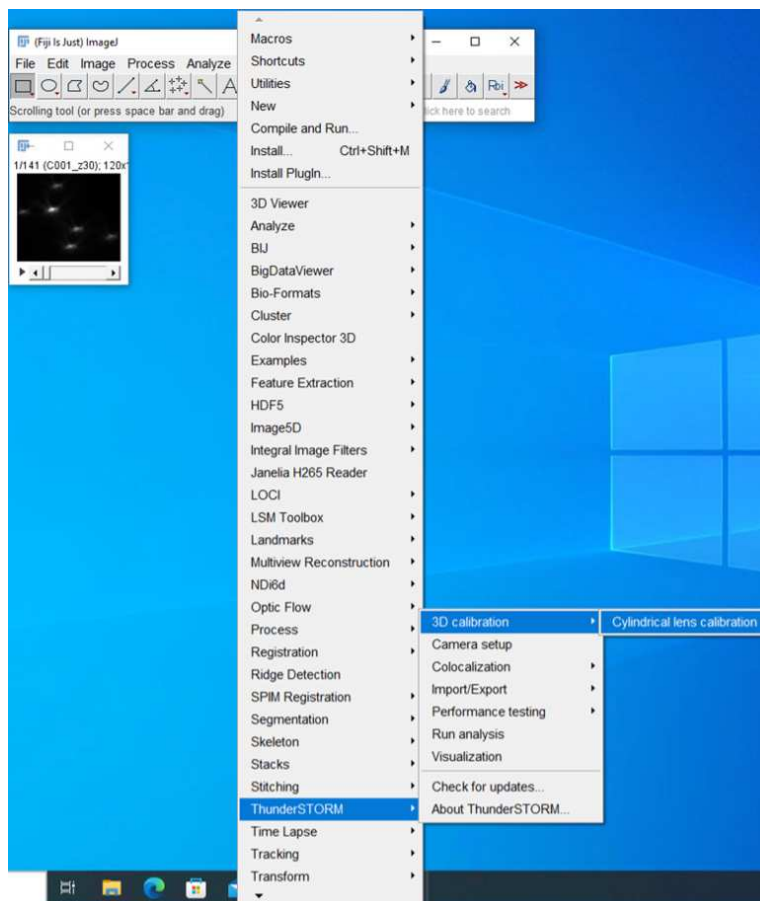 (Fiji Is Just) ImageJ
File Edit Image Process Analyze
A
Scrolling tool (or press space bar and drag)
lick here to search
1/141 (C001_z30); 120x
Macros
Shortcuts
Utilities
New
Compile and Run...
Install... Ctrl+Shift+M
Install PlugIn...
3D Viewer
Analyze
BIJ
BigDataViewer
Bio-Formats
Cluster
Color Inspector 3D
Examples
Feature Extraction
HDF5
Image5D
Integral Image Filters
Janelia H265 Reader
LOCI
LSM Toolbox
Landmarks
Multiview Reconstruction
NDi6d
Optic Flow
Process
Registration
Ridge Detection
SPIM Registration
Segmentation
Skeleton
Stacks
Stitching
ThunderSTORM
Time Lapse
Tracking
Transform
3D calibration
Camera setup
Colocalization
Import/Export
Performance testing
Run analysis
Visualization
Check for updates...
About ThunderSTORM...
Cylindrical lens calibration